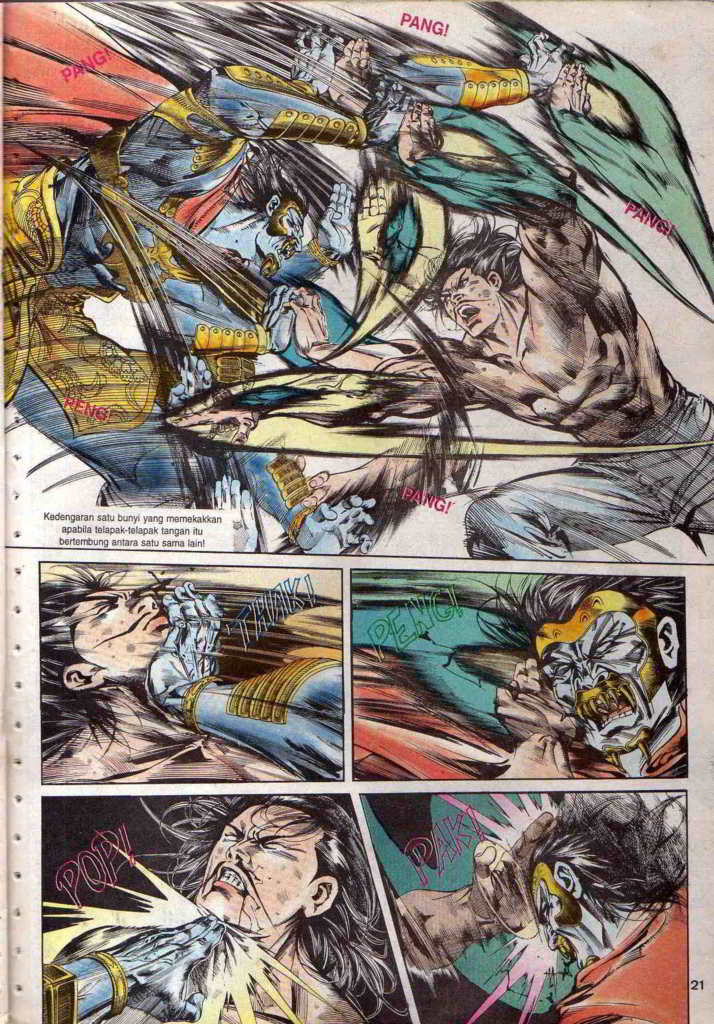 PANG!
PANG!
PANG!
PENG!
PANG!
Kedengaran satu bunyi yang memekakkan
apabila telapak-telapak tangan itu
bertembung antara satu sama lain!
THAK!
PENG!
POP!
PAK!
21